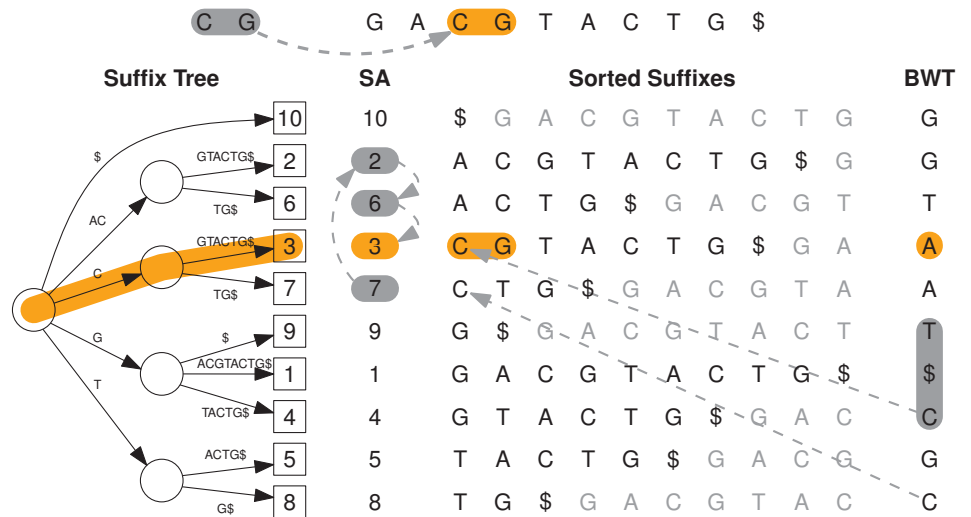 C G G A C G T A C T G $
Suffix Tree SA Sorted Suffixes BWT
$ 10 10 $ G A C G T A C T G G
GTACTG$ 2 2 A C G T A C T G $ G G
AC TG$ 6 6 A C T G $ G A C G T T
C GTACTG$ 3 3 C G T A C T G $ G A A
TG$ 7 7 C T G $ G A C G T A A
G $ 9 9 G $ G A C G T A C T T
ACGTACTG$ 1 1 G A C G T A C T G $ $
T TACTG$ 4 4 G T A C T G $ G A C C
ACTG$ 5 5 T A C T G $ G A C G G
G$ 8 8 T G $ G A C G T A C C